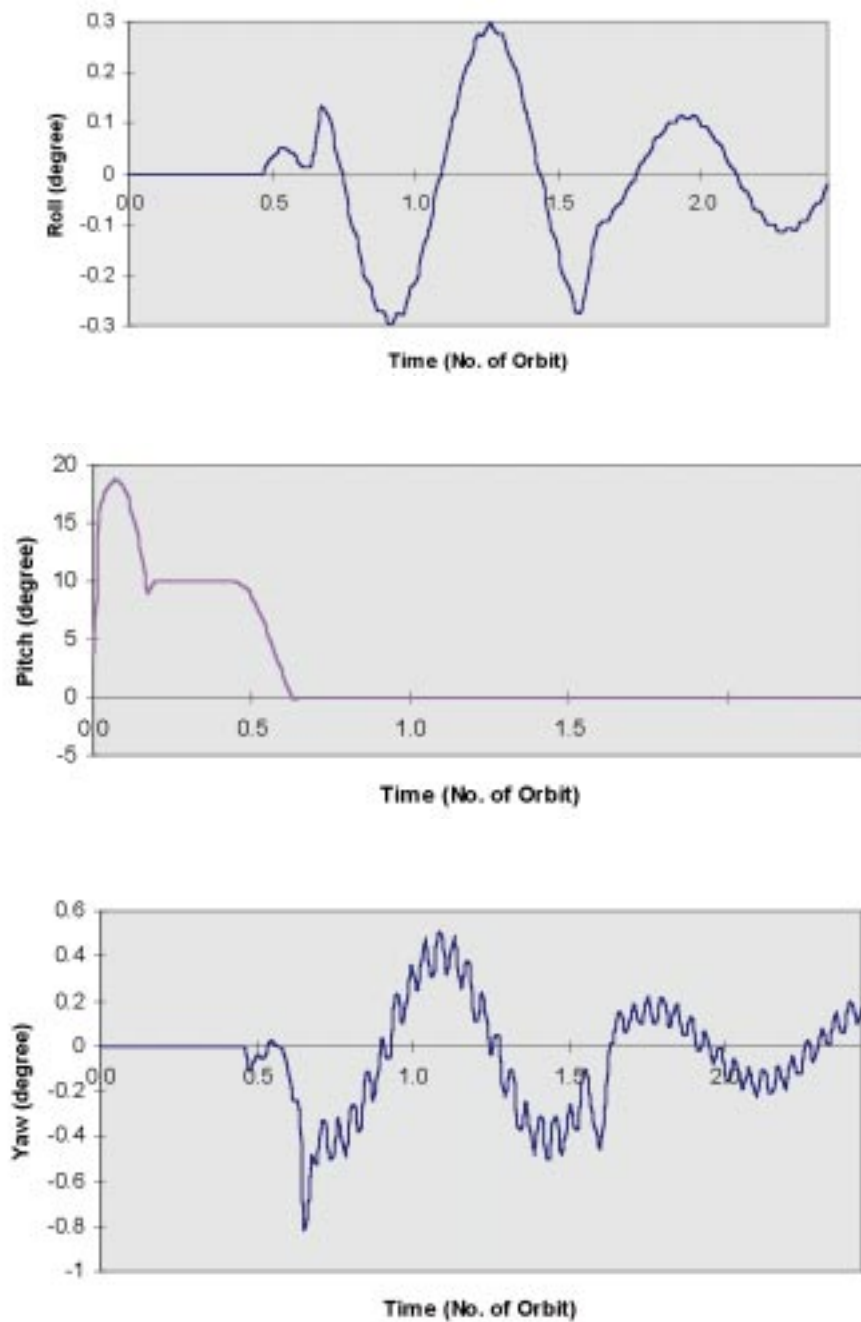 0.3
0.2
0.1
0
-0.1
-0.2
-0.3
Roll (degree)
0.0 0.5 1.0 1.5 2.0
Time (No. of Orbit)
20
15
10
5
0
-5
Pitch (degree)
0.0 0.5 1.0 1.5
Time (No. of Orbit)
0.6
0.4
0.2
0
-0.2
-0.4
-0.6
-0.8
-1
Yaw (degree)
0.0 0.5 1.0 1.5 2.0
Time (No. of Orbit)